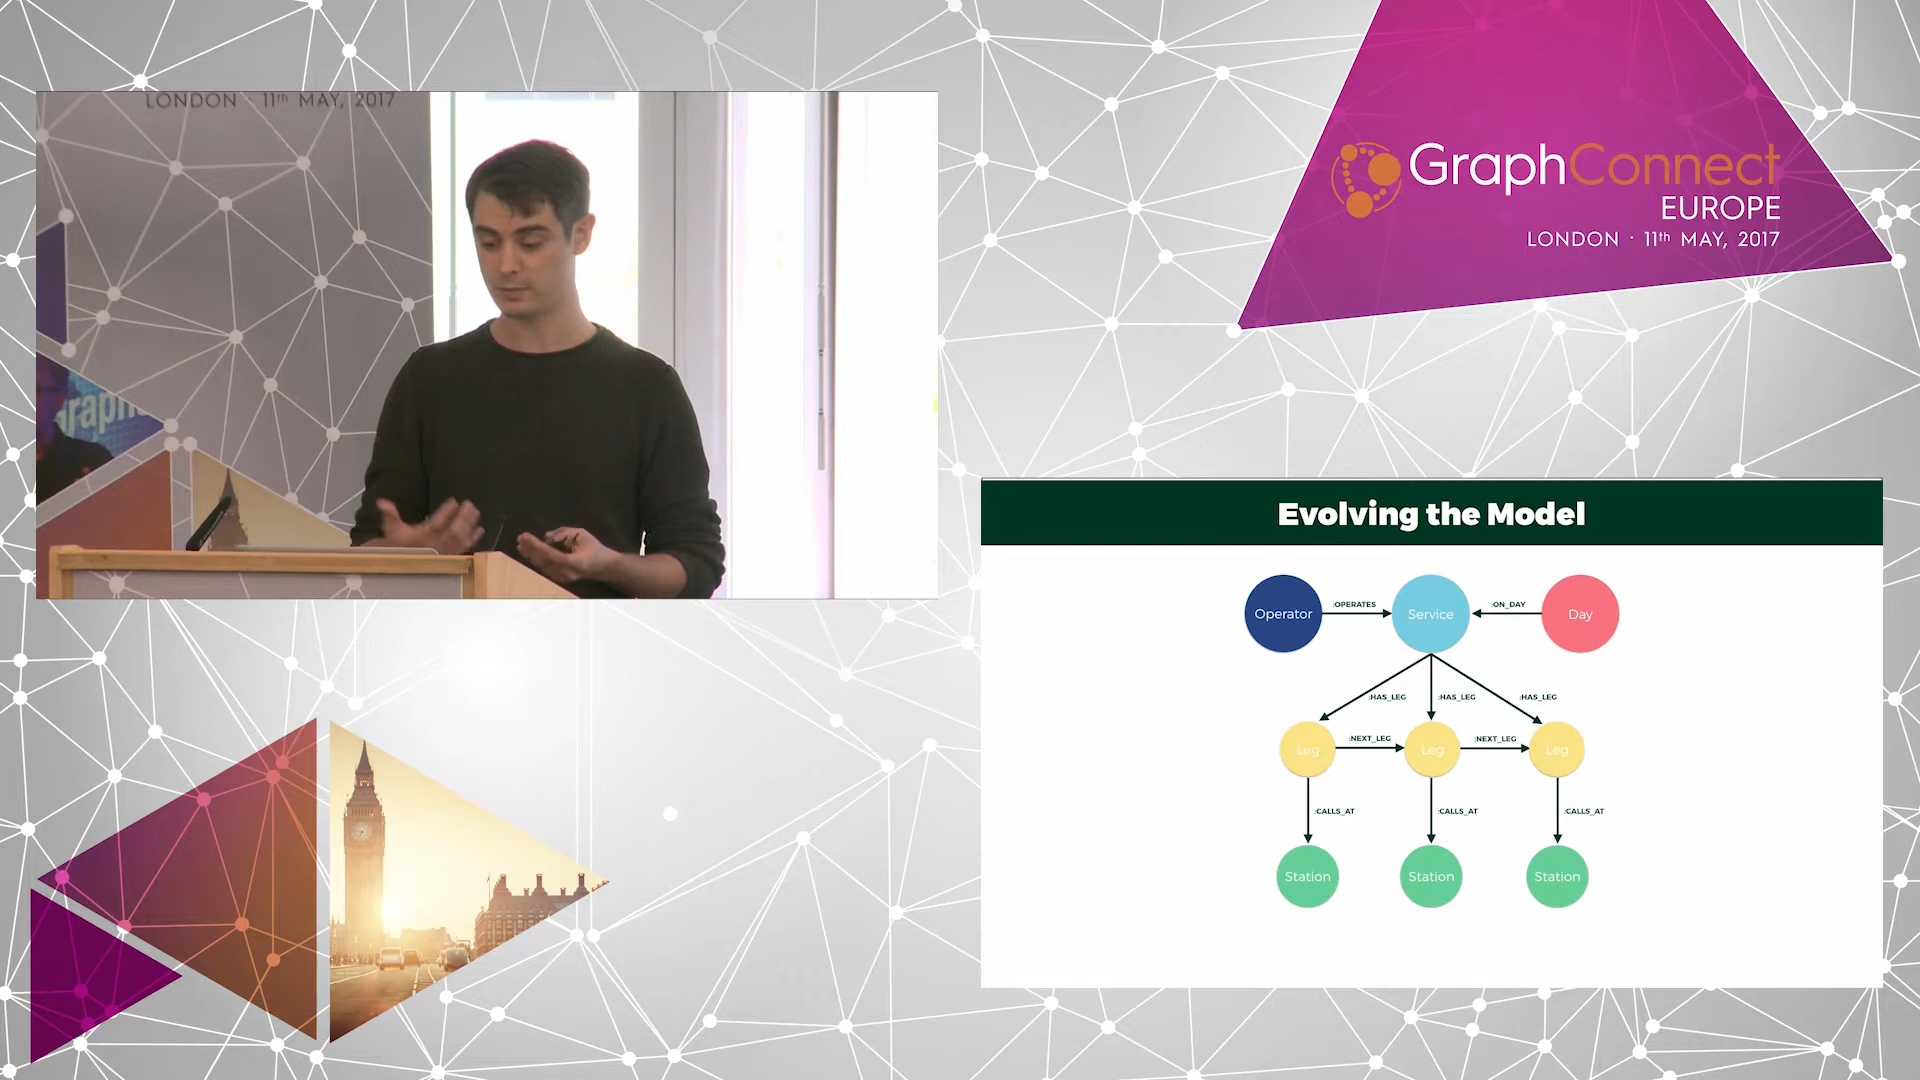 LONDON · 11th MAY, 2017
GraphConnect
EUROPE
LONDON · 11th MAY, 2017
Evolving the Model
Operator
:OPERATES
Service
:ON_DAY
Day
:HAS_LEG
:HAS_LEG
:HAS_LEG
Leg
:NEXT_LEG
Leg
:NEXT_LEG
Leg
:CALLS_AT
:CALLS_AT
:CALLS_AT
Station
Station
Station